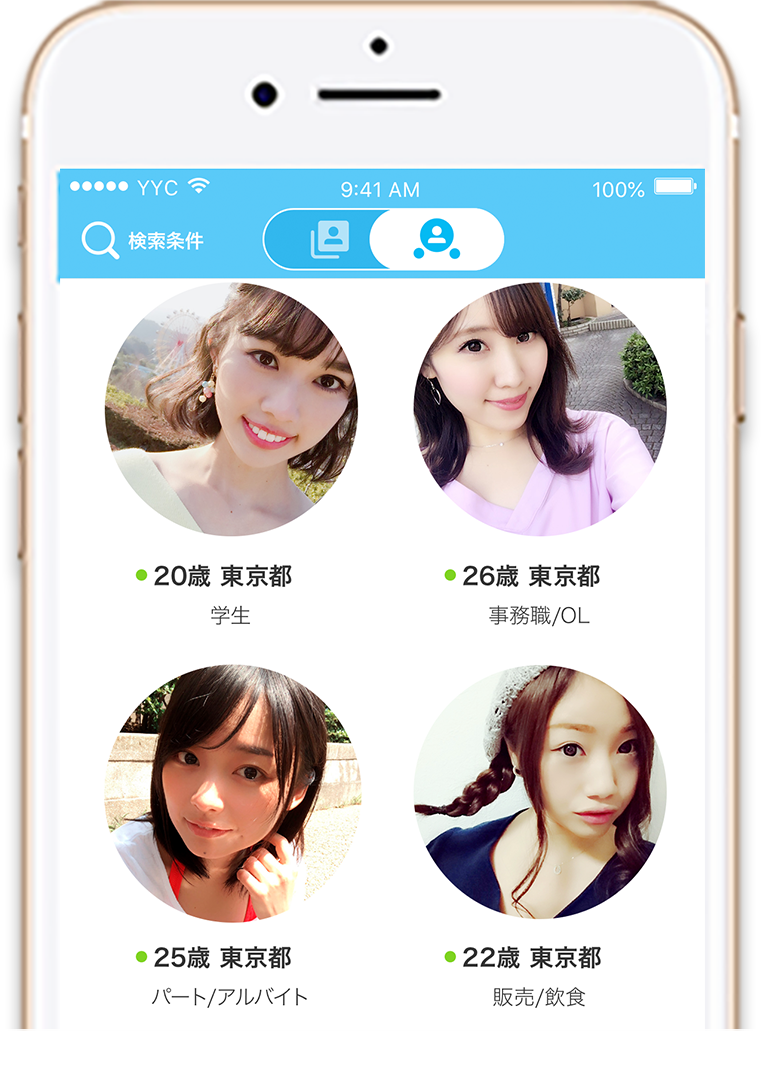 YYC 9:41 AM 100%
検索条件
20歳 東京都
26歳 東京都
学生
事務職/OL
25歳 東京都
22歳 東京都
パート/アルバイト
販売/飲食